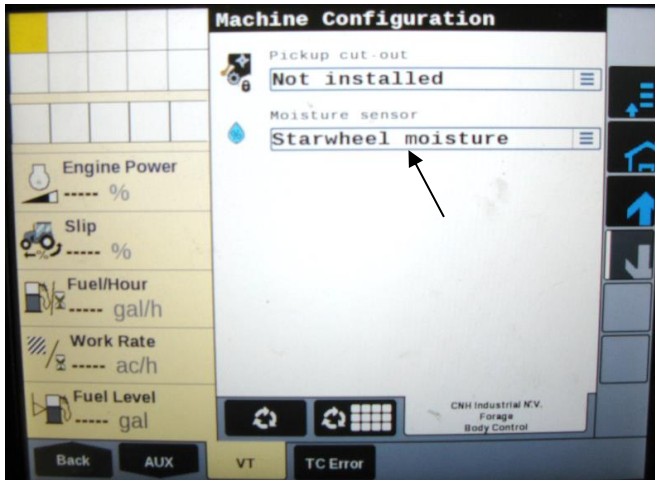 Machine Configuration
Pickup cut-out
Not installed
Moisture sensor
Starwheel moisture
Engine Power
----- %
Slip
----- %
Fuel/Hour
----- gal/h
Work Rate
----- ac/h
Fuel Level
----- gal
CNH Industrial N.V.
Forage
Body Control
Back
AUX
VT
TC Error